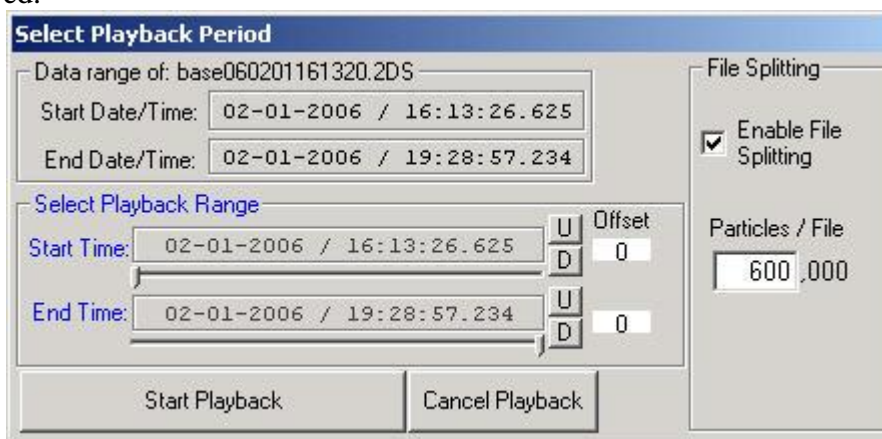 ed.
Select Playback Period
Data range of: base060201161320.2DS
Start Date/Time: 02-01-2006 / 16:13:26.625
End Date/Time: 02-01-2006 / 19:28:57.234
Select Playback Range
Start Time: 02-01-2006 / 16:13:26.625 U D
Offset
0
End Time: 02-01-2006 / 19:28:57.234 U D
0
Start Playback
Cancel Playback
File Splitting
Enable File
Splitting
Particles / File
600 ,000